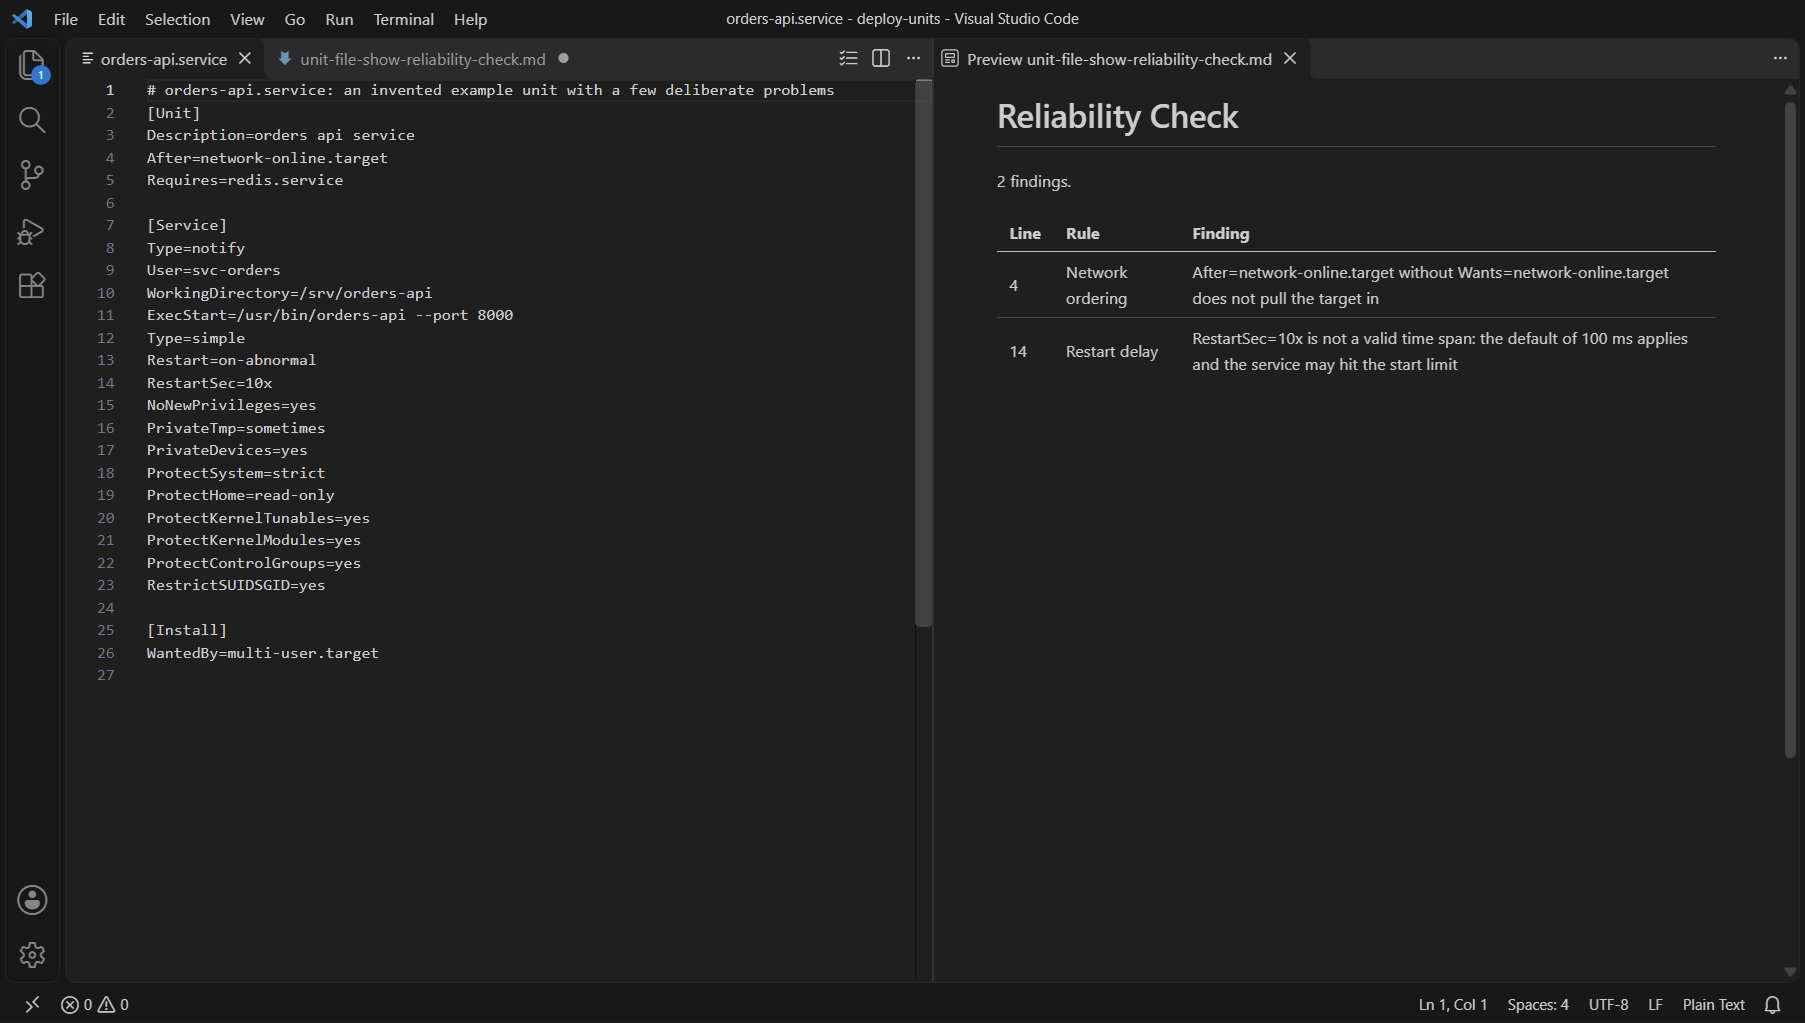 File Edit Selection View Go Run Terminal Help
orders-api.service - deploy-units - Visual Studio Code
1
orders-api.service
unit-file-show-reliability-check.md
1 # orders-api.service: an invented example unit with a few deliberate problems
2 [Unit]
3 Description=orders api service
4 After=network-online.target
5 Requires=redis.service
6
7 [Service]
8 Type=notify
9 User=svc-orders
10 WorkingDirectory=/srv/orders-api
11 ExecStart=/usr/bin/orders-api --port 8000
12 Type=simple
13 Restart=on-abnormal
14 RestartSec=10x
15 NoNewPrivileges=yes
16 PrivateTmp=sometimes
17 PrivateDevices=yes
18 ProtectSystem=strict
19 ProtectHome=read-only
20 ProtectKernelTunables=yes
21 ProtectKernelModules=yes
22 ProtectControlGroups=yes
23 RestrictSUIDSGID=yes
24
25 [Install]
26 WantedBy=multi-user.target
27
Preview unit-file-show-reliability-check.md
Reliability Check
2 findings.
Line Rule Finding
4 Network ordering After=network-online.target without Wants=network-online.target
does not pull the target in
14 Restart delay RestartSec=10x is not a valid time span: the default of 100 ms applies
and the service may hit the start limit
0 0
Ln 1, Col 1 Spaces: 4 UTF-8 LF Plain Text